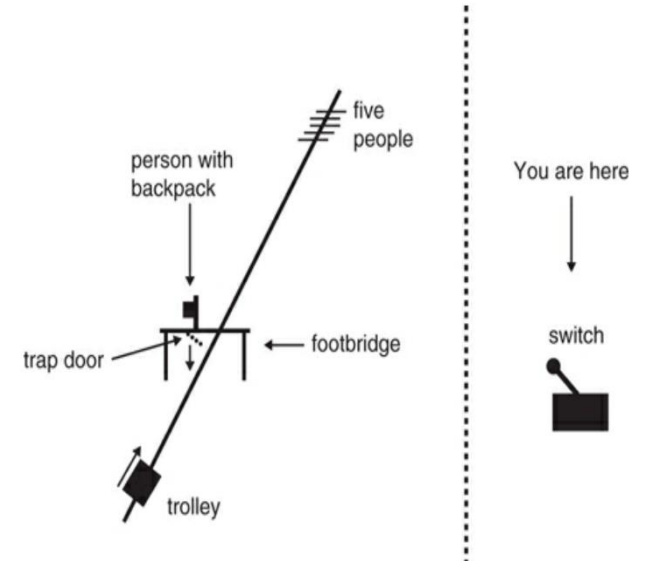 five
people
person with
backpack
You are here
switch
footbridge
trap door
trolley